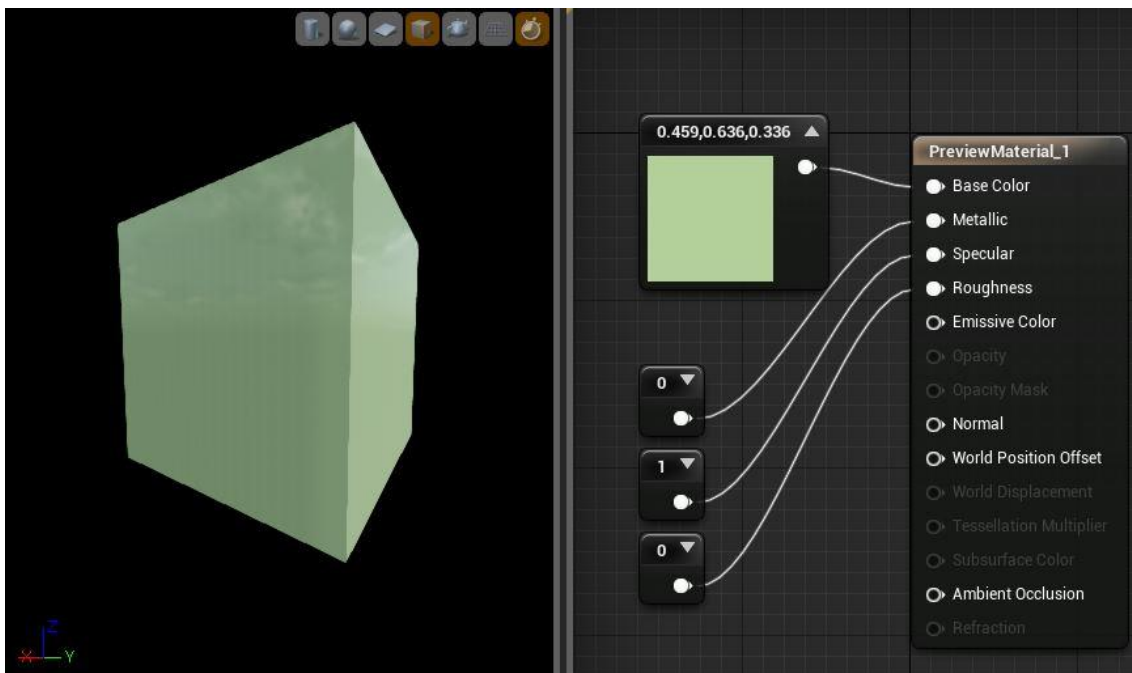 Z
X
Y
0.459,0.636,0.336
0
1
0
PreviewMaterial_1
Base Color
Metallic
Specular
Roughness
Emissive Color
Opacity
Opacity Mask
Normal
World Position Offset
World Displacement
Tessellation Multiplier
Subsurface Color
Ambient Occlusion
Refraction